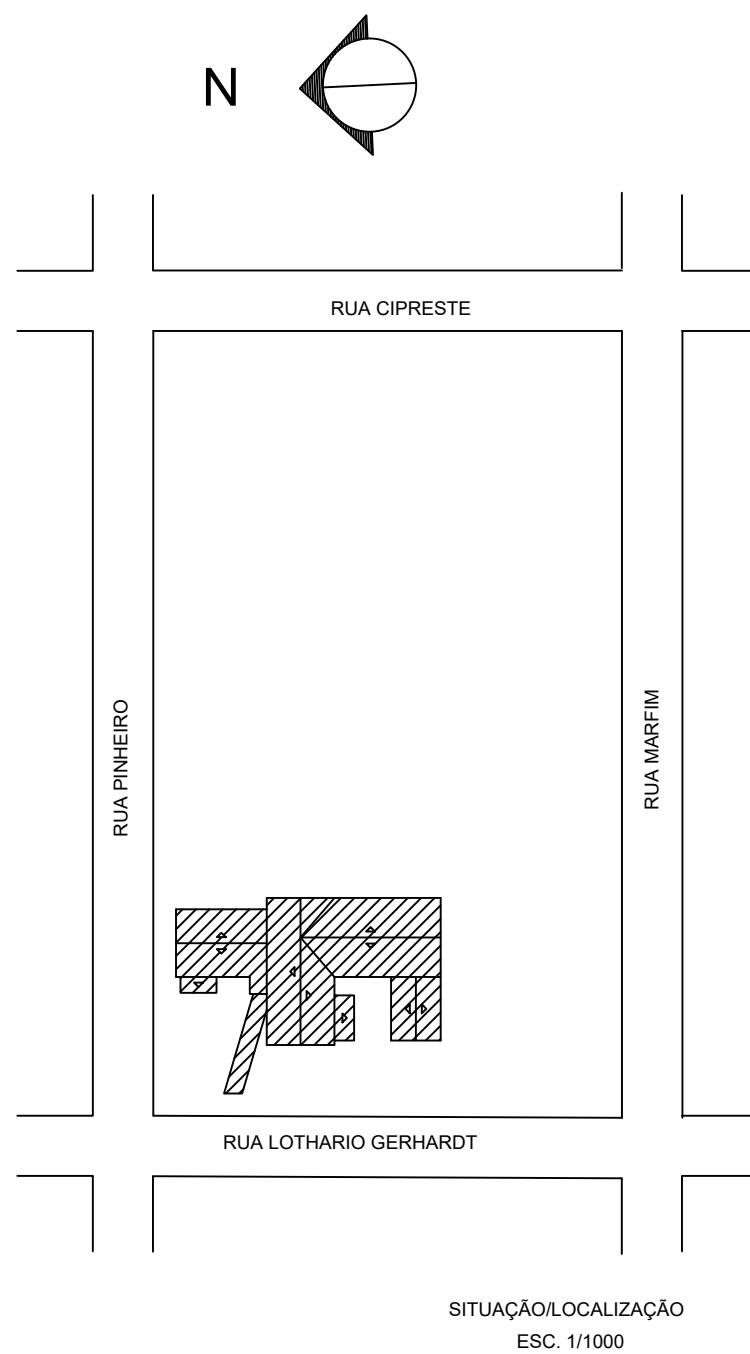 N
RUA CIPRESTE
RUA PINHEIRO
RUA MARFIM
RUA LOTHARIO GERHARDT
SITUAÇÃO/LOCALIZAÇÃO
ESC. 1/1000